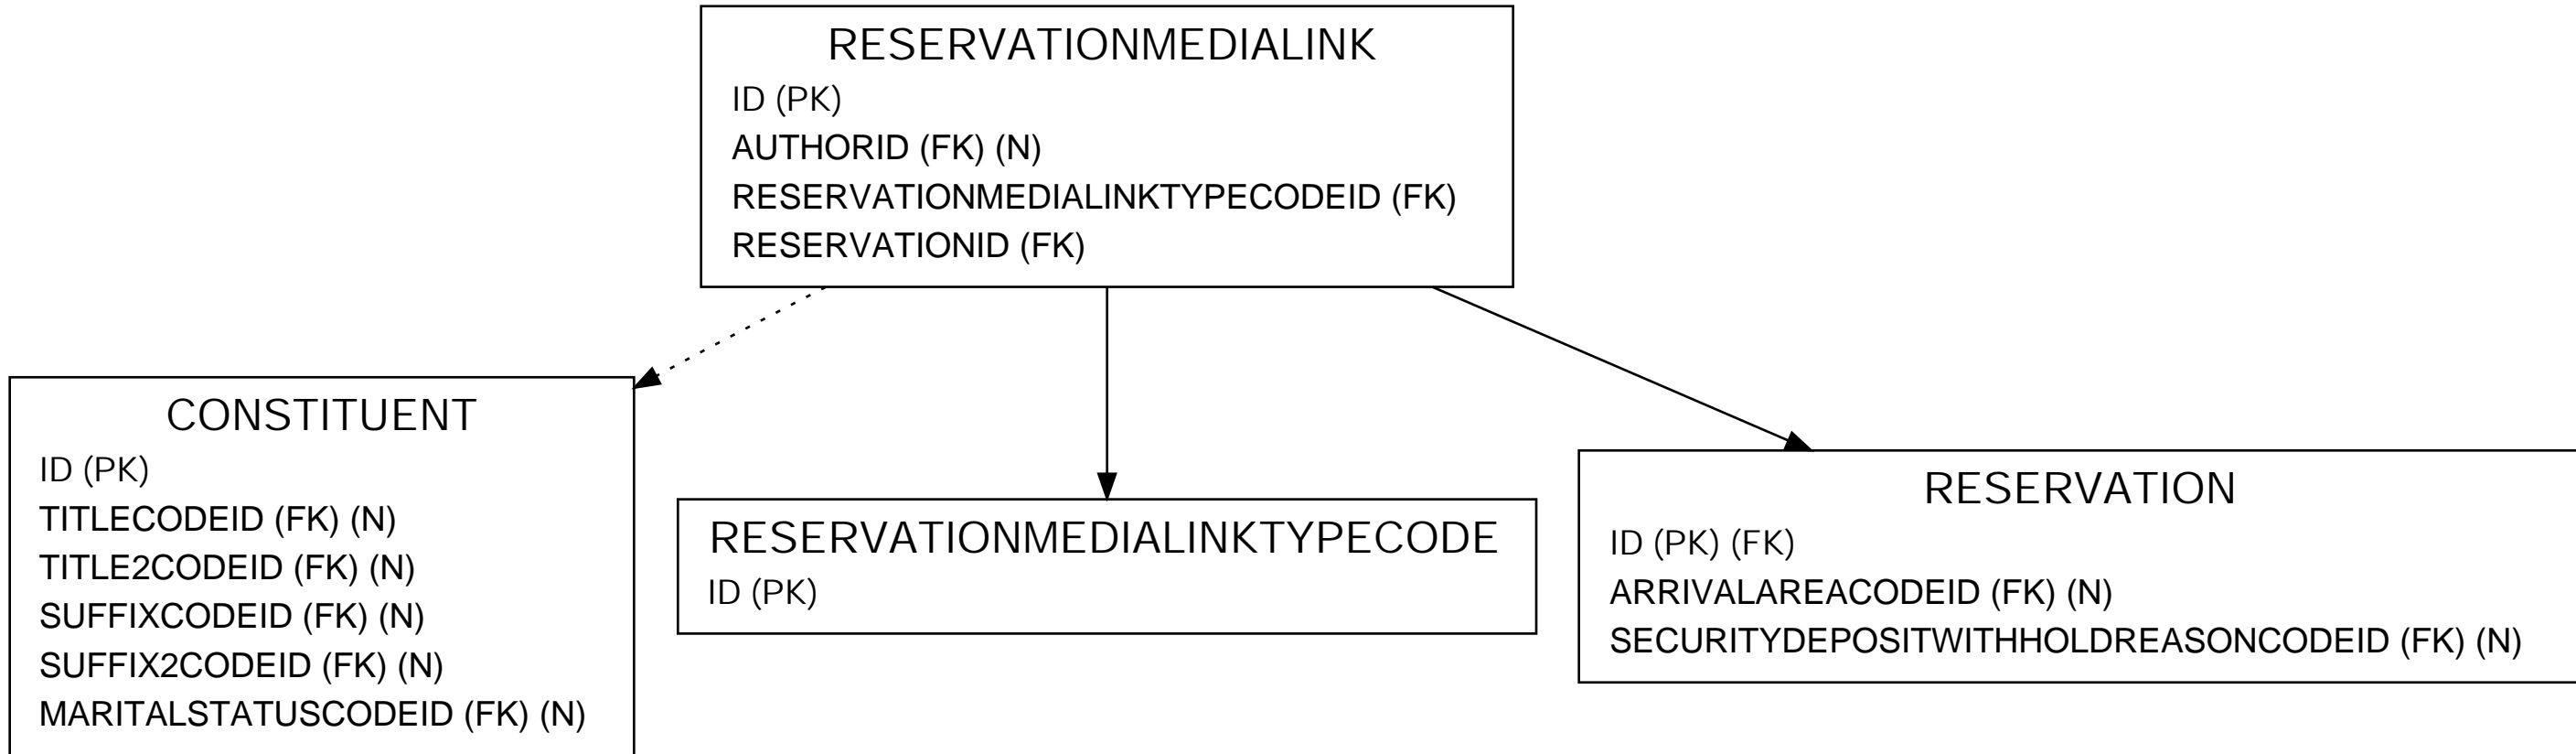 RESERVATIONMEDIALINK
ID (PK)
AUTHORID (FK) (N)
RESERVATIONMEDIALINKTYPECODEID (FK)
RESERVATIONID (FK)
CONSTITUENT
ID (PK)
TITLECODEID (FK) (N)
TITLE2CODEID (FK) (N)
SUFFIXCODEID (FK) (N)
SUFFIX2CODEID (FK) (N)
MARITALSTATUSCODEID (FK) (N)
RESERVATIONMEDIALINKTYPECODE
ID (PK)
RESERVATION
ID (PK) (FK)
ARRIVALAREACODEID (FK) (N)
SECURITYDEPOSITWITHHOLDREASONCODEID (FK) (N)